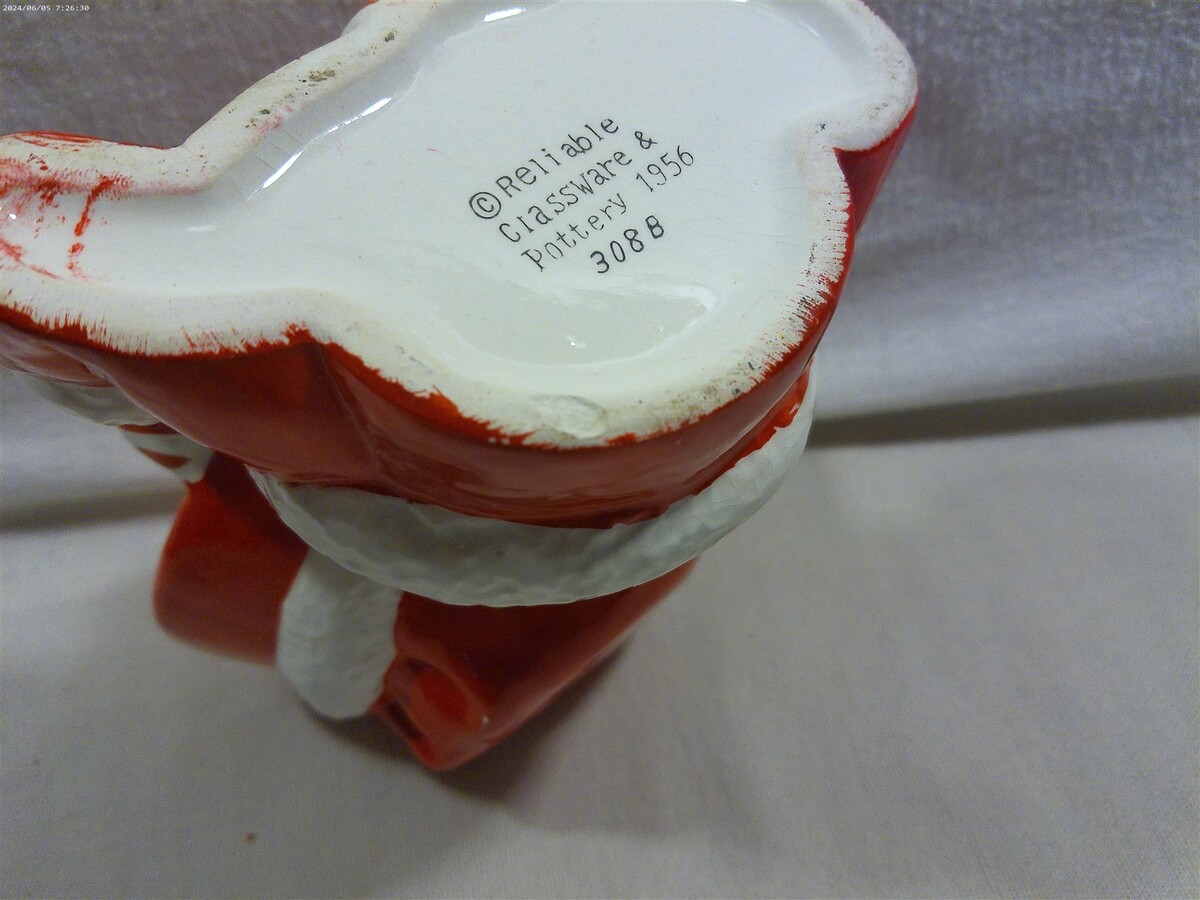 2024/06/05 7:26:30
©Reliable
Glassware &
Pottery 1956
308B